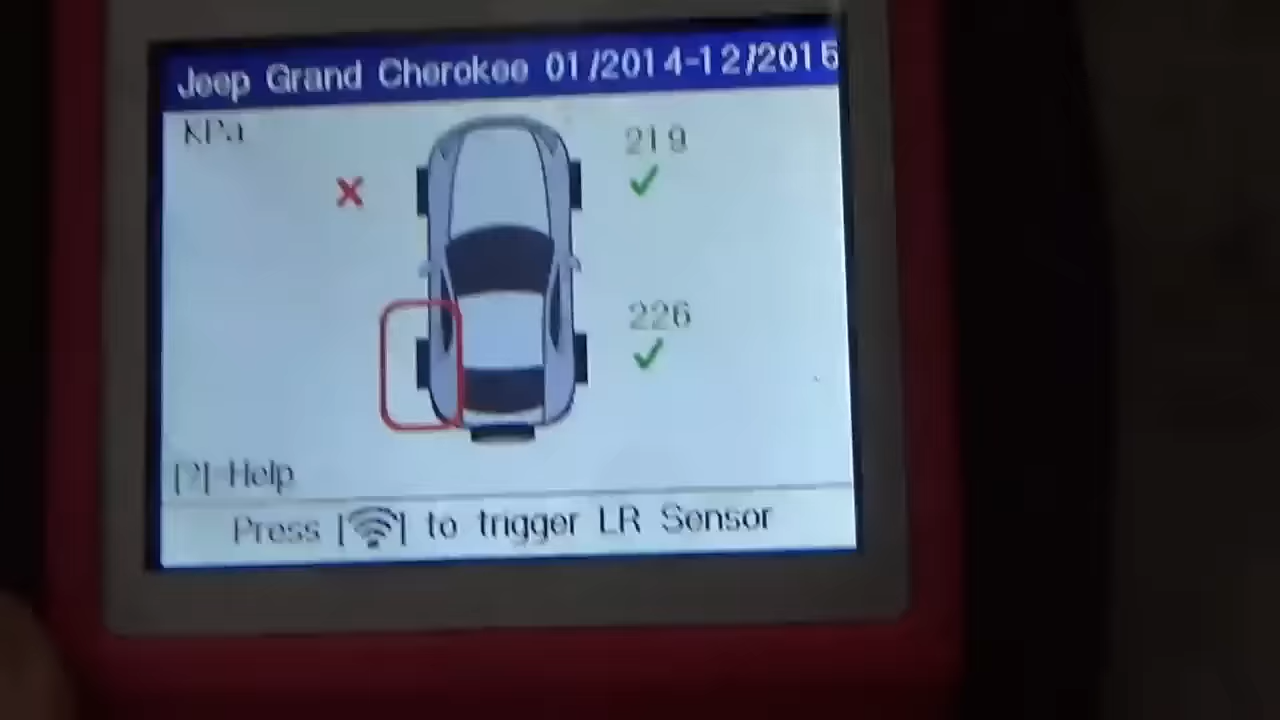 Jeep Grand Cherokee 01/2014-12/2015
KPa
219
226
[?]-Help
Press [ ] to trigger LR Sensor